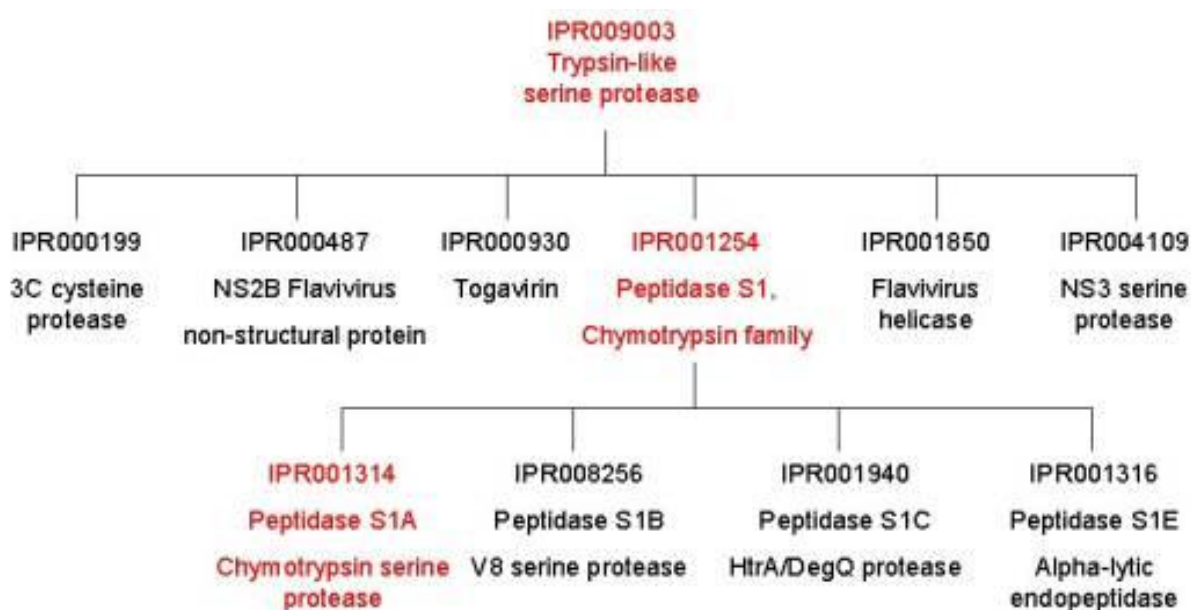 IPR009003
Trypsin-like
serine protease
IPR000199
3C cysteine
protease
IPR000487
NS2B Flavivirus
non-structural protein
IPR000930
Togavirin
IPR001254
Peptidase S1,
Chymotrypsin family
IPR001850
Flavivirus
helicase
IPR004109
NS3 serine
protease
IPR001314
Peptidase S1A
Chymotrypsin serine
protease
IPR008256
Peptidase S1B
V8 serine protease
IPR001940
Peptidase S1C
HtrA/DegQ protease
IPR001316
Peptidase S1E
Alpha-lytic
endopeptidase